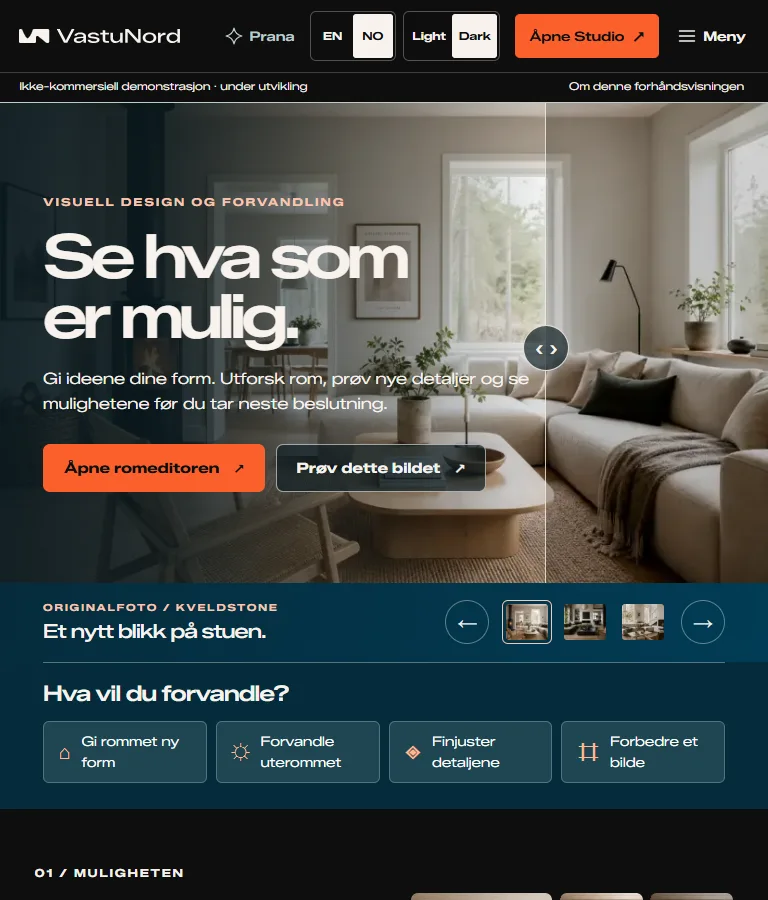 VastuNord
Prana
EN NO
Light Dark
Åpne Studio ↗
Meny
Ikke-kommersiell demonstrasjon · under utvikling
Om denne forhåndsvisningen
VISUELL DESIGN OG FORVANDLING
Se hva som
er mulig.
Gi ideene dine form. Utforsk rom, prøv nye detaljer og se
mulighetene før du tar neste beslutning.
Åpne romeditoren ↗
Prøv dette bildet ↗
ORIGINALFOTO / KVELDSTONE
Et nytt blikk på stuen.
Hva vil du forvandle?
Gi rommet ny
form
Forvandle
uterommet
Finjuster
detaljene
Forbedre et
bilde
01 / MULIGHETEN